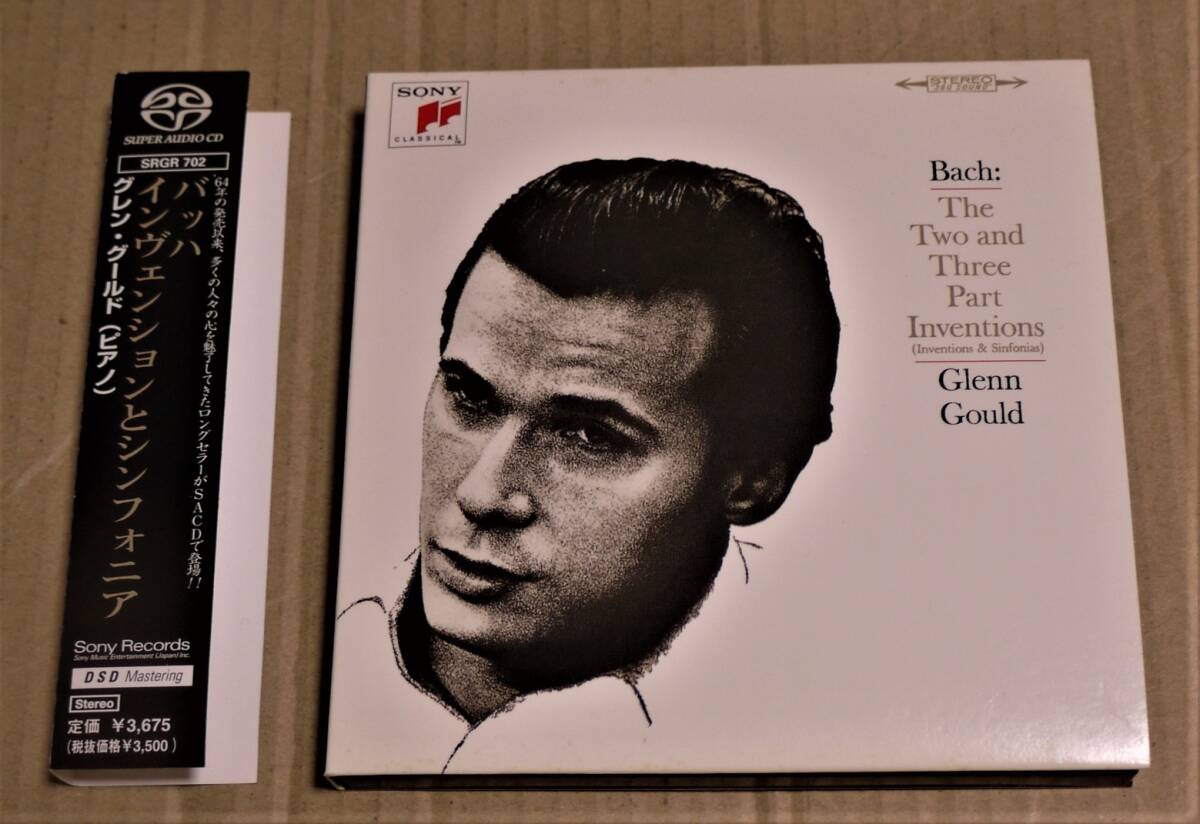 SUPER AUDIO CD
SRGR 702
'64年の発売以来、多くの人々の心を魅了してきたロングセラーがSACDで登場!!
バッハ
インヴェンションとシンフォニア
グレン・グールド(ピアノ)
Sony Records
Sony Music Entertainment (Japan) Inc.
DSD Mastering
Stereo
定価 ¥3,675
(税抜価格¥3,500)
SONY
CLASSICAL
STEREO
360 SOUND
Bach:
The
Two and
Three
Part
Inventions
(Inventions & Sinfonias)
Glenn
Gould